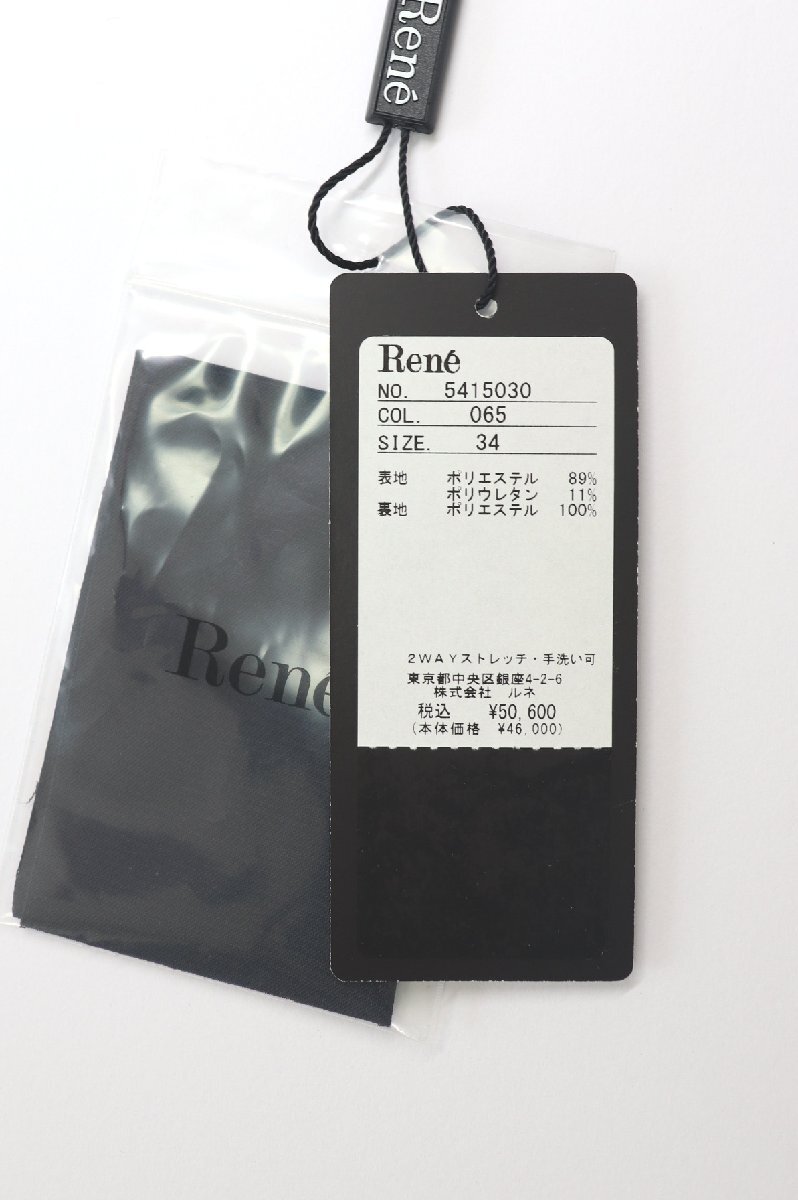 René
René
NO. 5415030
COL. 065
SIZE. 34
表地 ポリエステル 89%
ポリウレタン 11%
裏地 ポリエステル 100%
2WAYストレッチ・手洗い可
東京都中央区銀座4-2-6
株式会社 ルネ
税込 ¥50,600
(本体価格 ¥46,000)
René